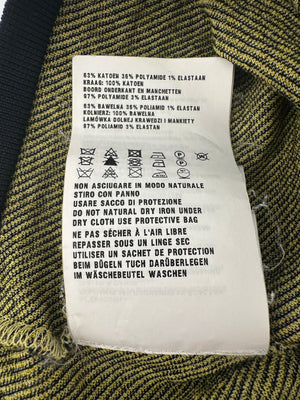 63% KATOEN 36% POLYAMIDE 1% ELASTAAN
KRAAG: 100% KATOEN
BOORD ONDERKANT EN MANCHETTEN
97% POLYAMIDE 3% ELASTAAN
63% BAWEŁNA 36% POLIAMID 1% ELASTAN
KOŁNIERZ: 100% BAWEŁNA
LAMÓWKA DOLNEJ KRAWEDZI I MANKIETY
97% POLIAMID 3% ELASTAN
NON ASCIUGARE IN MODO NATURALE
STIRO CON PANNO
USARE SACCO DI PROTEZIONE
DO NOT NATURAL DRY IRON UNDER
DRY CLOTH USE PROTECTIVE BAG
NE PAS SÉCHER À L'AIR LIBRE
REPASSER SOUS UN LINGE SEC
UTILISER UN SACHET DE PROTECTION
BEIM BÜGELN TUCH DARÜBERLEGEN
IM WÄSCHEBEUTEL WASCHEN